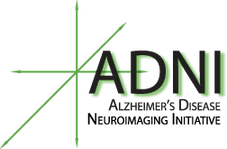 ADNI
ALZHEIMER'S DISEASE
NEUROIMAGING INITIATIVE